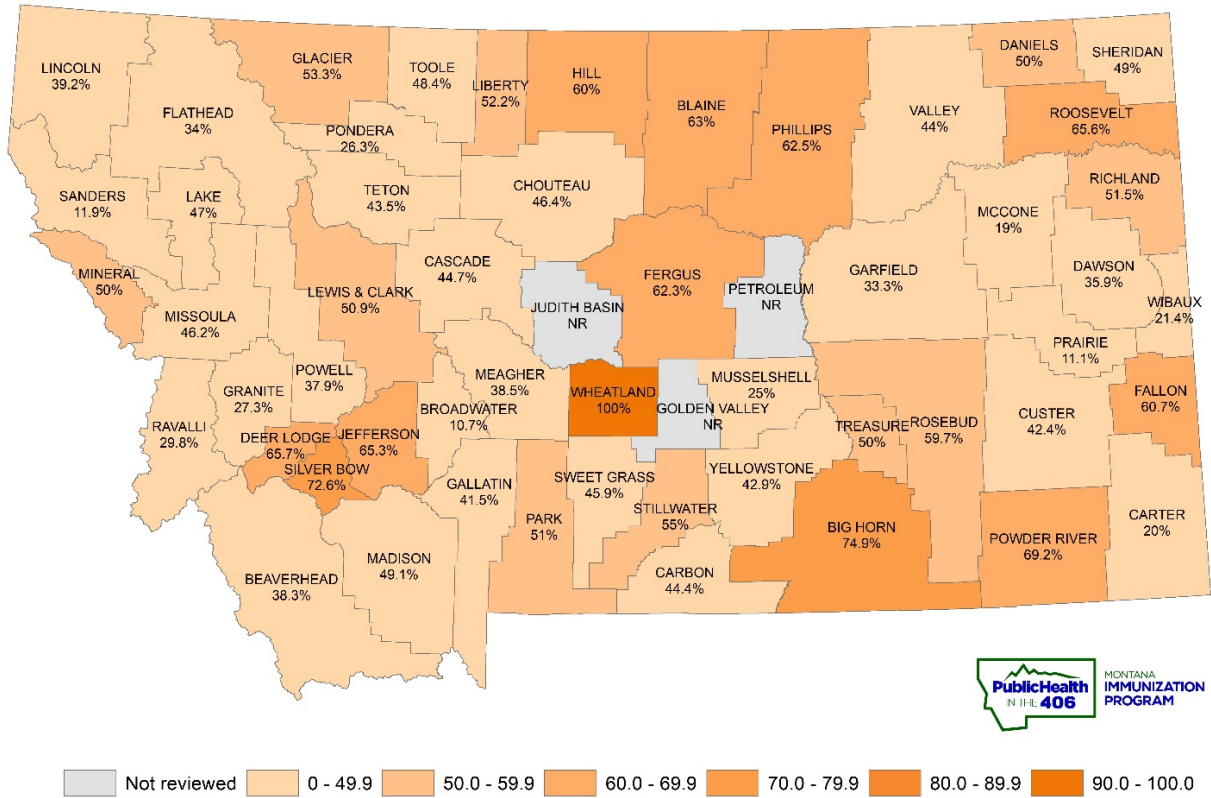 LINCOLN
39.2%
FLATHEAD
34%
GLACIER
53.3%
TOOLE
48.4%
LIBERTY
52.2%
HILL
60%
BLAINE
63%
PHILLIPS
62.5%
VALLEY
44%
DANIELS
50%
SHERIDAN
49%
ROOSEVELT
65.6%
PONDERA
26.3%
SANDERS
11.9%
LAKE
47%
TETON
43.5%
CHOUTEAU
46.4%
RICHLAND
51.5%
MCCONE
19%
MINERAL
50%
MISSOULA
46.2%
LEWIS & CLARK
50.9%
CASCADE
44.7%
JUDITH BASIN
NR
FERGUS
62.3%
PETROLEUM
NR
GARFIELD
33.3%
DAWSON
35.9%
WIBAUX
21.4%
PRAIRIE
11.1%
POWELL
37.9%
GRANITE
27.3%
RAVALLI
29.8%
DEER LODGE
65.7%
SILVER BOW
72.6%
JEFFERSON
65.3%
BROADWATER
10.7%
MEAGHER
38.5%
WHEATLAND
100%
GOLDEN VALLEY
NR
MUSSELSHELL
25%
TREASURE
50%
ROSEBUD
59.7%
CUSTER
42.4%
FALLON
60.7%
GALLATIN
41.5%
PARK
51%
SWEET GRASS
45.9%
STILLWATER
55%
YELLOWSTONE
42.9%
BIG HORN
74.9%
POWDER RIVER
69.2%
CARTER
20%
BEAVERHEAD
38.3%
MADISON
49.1%
CARBON
44.4%
PublicHealth
IN THE 406
MONTANA
IMMUNIZATION
PROGRAM
Not reviewed 0 - 49.9 50.0 - 59.9 60.0 - 69.9 70.0 - 79.9 80.0 - 89.9 90.0 - 100.0